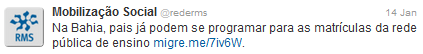 RMS
Mobilização Social @rederms 14 Jan
Na Bahia, pais já podem se programar para as matrículas da rede
pública de ensino migre.me/7iv6W.